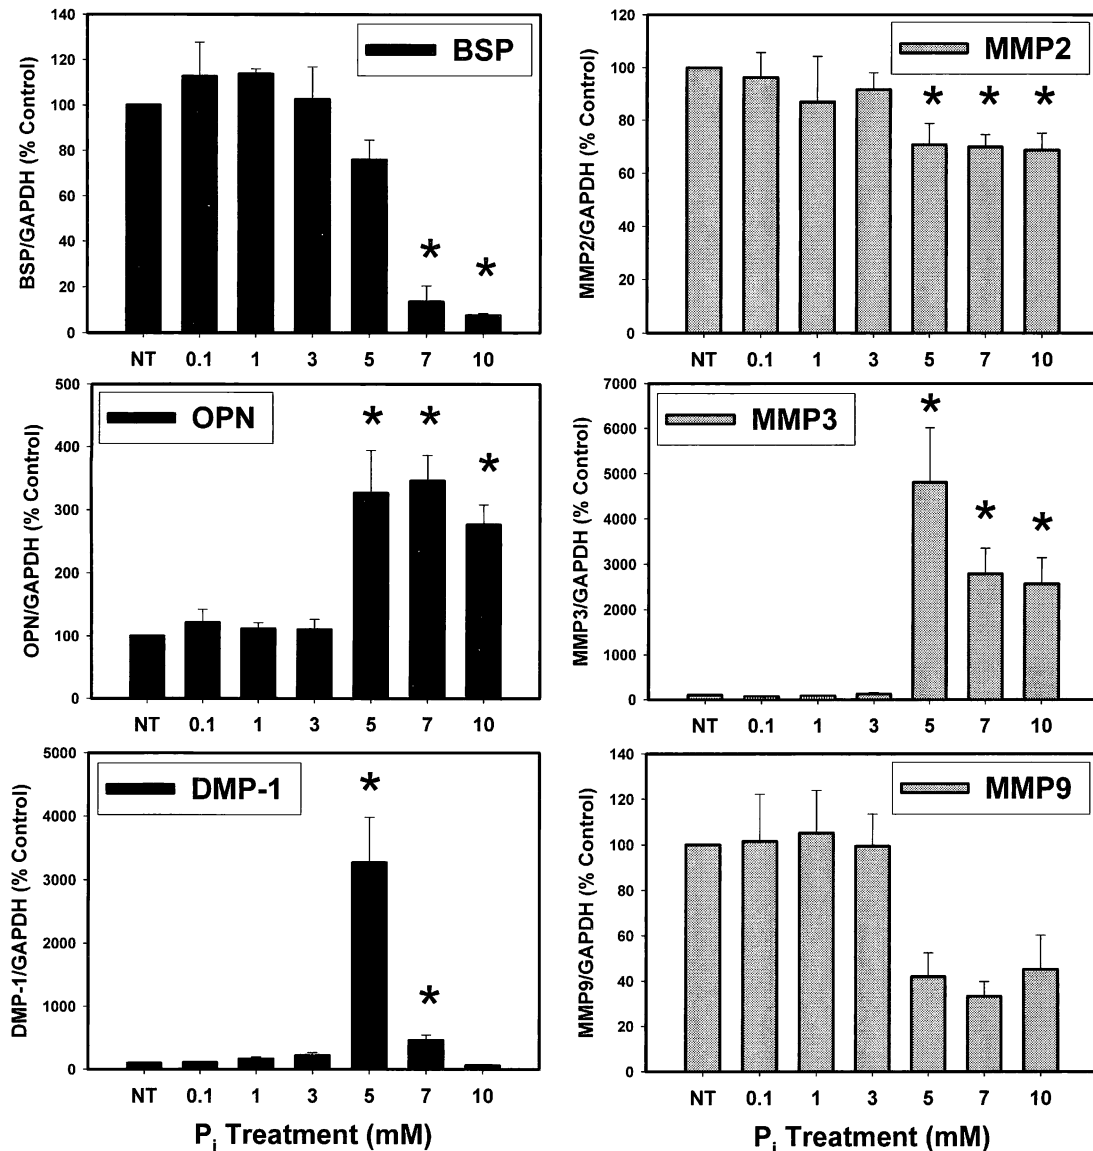 BSP
BSP/GAPDH (% Control)
140
120
100
80
60
40
20
0
NT 0.1 1 3 5 7 10
* *
MMP2
MMP2/GAPDH (% Control)
120
100
80
60
40
20
0
NT 0.1 1 3 5 7 10
* * *
OPN
OPN/GAPDH (% Control)
500
400
300
200
100
0
NT 0.1 1 3 5 7 10
* * *
MMP3
MMP3/GAPDH (% Control)
7000
6000
5000
4000
3000
2000
1000
0
NT 0.1 1 3 5 7 10
* * *
DMP-1
DMP-1/GAPDH (% Control)
5000
4000
3000
2000
1000
0
NT 0.1 1 3 5 7 10
* *
Pi Treatment (mM)
MMP9
MMP9/GAPDH (% Control)
140
120
100
80
60
40
20
0
NT 0.1 1 3 5 7 10
Pi Treatment (mM)